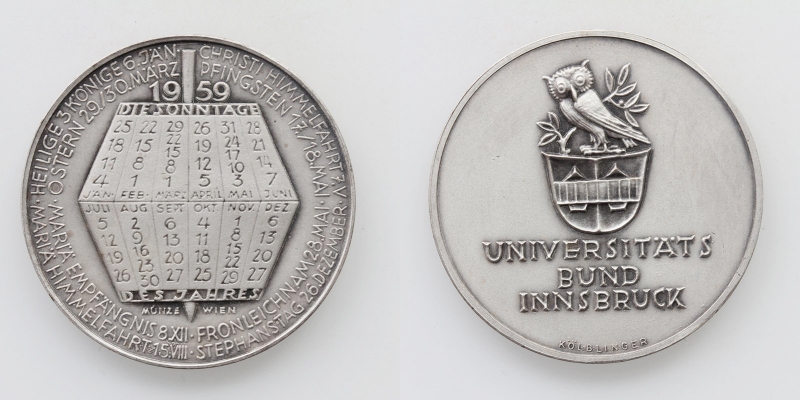 HEILIGE 3 KÖNIGE 6. JAN. CHRISTI HIMMELFAHRT 7.V.
OSTERN 29./30. MÄRZ PFINGSTEN 17./18. MAI.
MARIÄ EMPFÄNGNIS 8.XII. FRONLEICHNAM 28. MAI.
MARIÄ HIMMELFAHRT 15.VIII. STEPHANSTAG 26. DEZEMBER.
1959
DIE SONNTAGE
25 22 29 26 31 28
18 15 22 19 24 21
11 8 15 12 17 14
4 1 8 5 10 7
1 3
JÄN. FEB. MÄRZ APRIL MAI JUNI
JULI AUG SEPT OKT NOV. DEZ
5 2 6 4 1 6
12 9 13 11 8 13
19 16 20 18 15 20
26 23 27 25 22 27
30 29
DES JAHRES
MÜNZE WIEN
UNIVERSITÄTS
BUND
INNSBRUCK
KÖLBLINGER